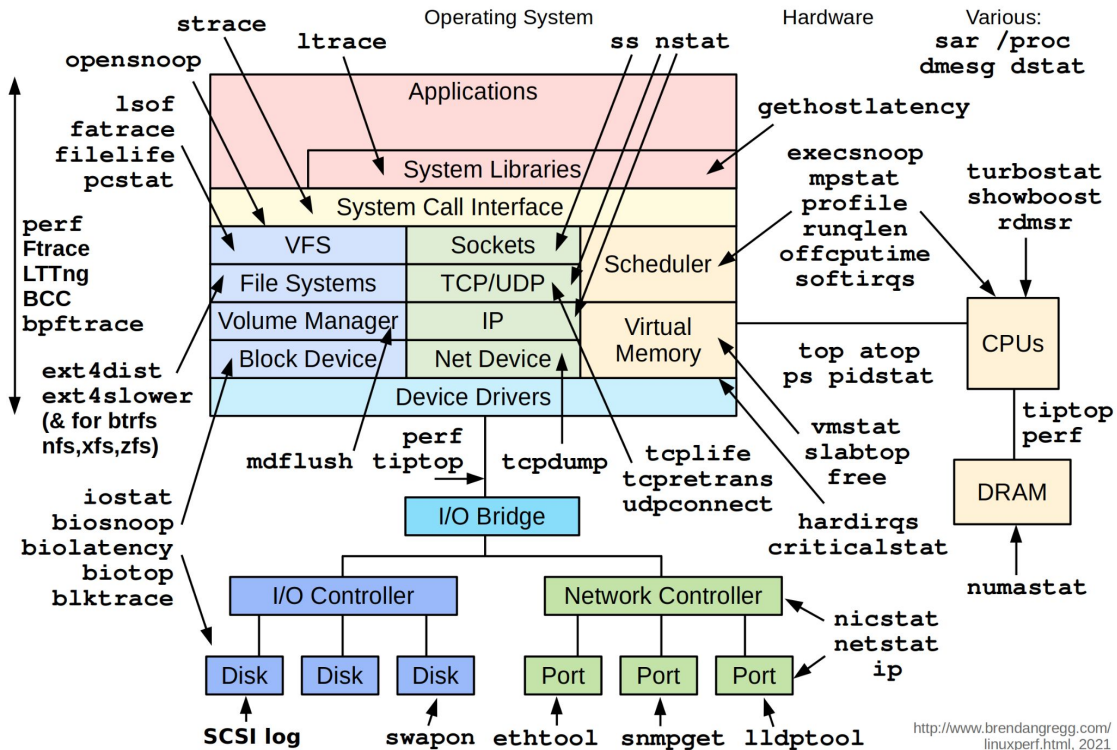 Operating System
Hardware
Various:
sar /proc
dmesg dstat
strace
ltrace
ss nstat
opensnoop
lsof
fatrace
filelife
pcstat
gethostlatency
perf
Ftrace
LTTng
BCC
bpftrace
Applications
System Libraries
System Call Interface
VFS
Sockets
Scheduler
File Systems
TCP/UDP
Volume Manager
IP
Virtual
Memory
Block Device
Net Device
Device Drivers
execsnoop
mpstat
profile
runqlen
offcputime
softirqs
turbostat
showboost
rdmsr
CPUs
top atop
ps pidstat
tiptop
perf
DRAM
numastat
ext4dist
ext4slower
(& for btrfs
nfs,xfs,zfs)
mdflush
perf
tiptop
tcpdump
tcplife
tcpretrans
udpconnect
vmstat
slabtop
free
hardirqs
criticalstat
iostat
biosnoop
biolatency
biotop
blktrace
I/O Bridge
I/O Controller
Network Controller
nicstat
netstat
ip
Disk
Disk
Disk
Port
Port
Port
SCSI log
swapon
ethtool
snmpget
lldptool
http://www.brendangregg.com/
linuxperf.html, 2021